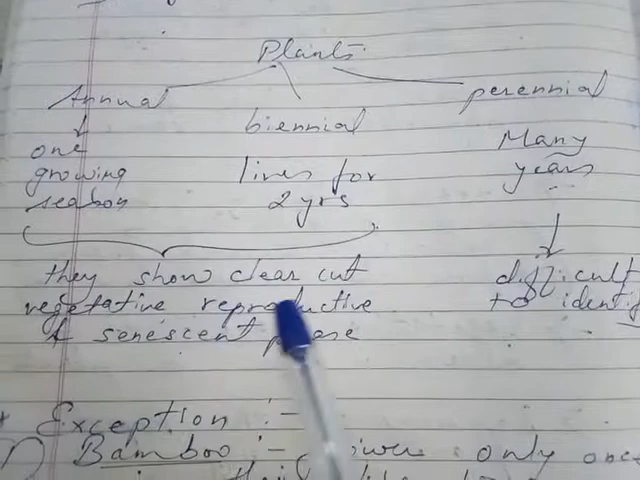 Plants
Annual biennial perennial
one growing season
lives for 2 yrs
Many years
they show clear cut
vegetative reproductive
& senescent phase
difficult
to identify
* Exception :-
1) Bamboo :- only once